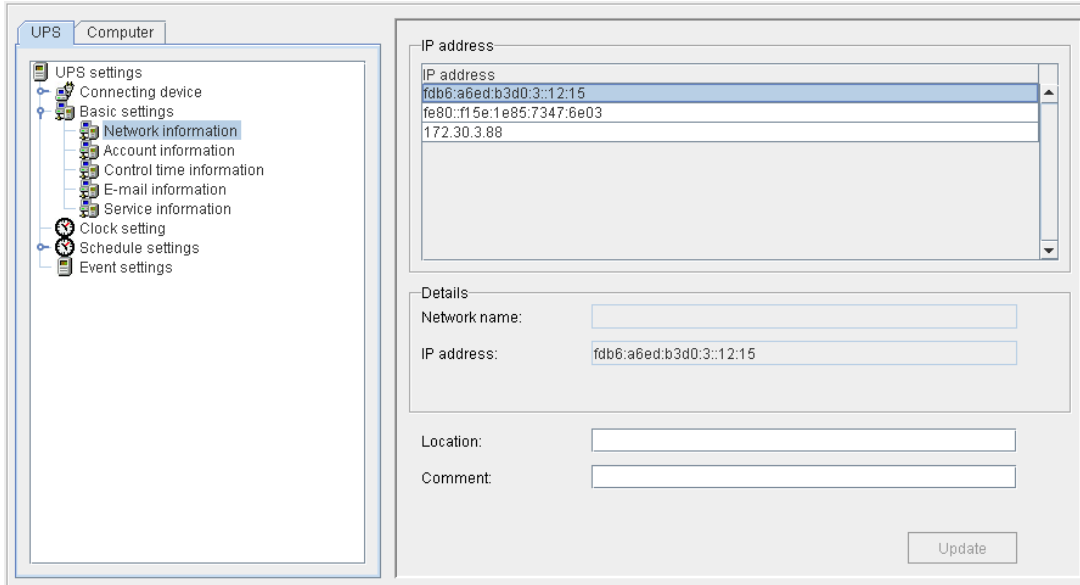 UPS
Computer
UPS settings
Connecting device
Basic settings
Network information
Account information
Control time information
E-mail information
Service information
Clock setting
Schedule settings
Event settings
IP address
IP address
fdb6:a6ed:b3d0:3::12:15
fe80::f15e:1e85:7347:6e03
172.30.3.88
Details
Network name:
IP address: fdb6:a6ed:b3d0:3::12:15
Location:
Comment:
Update